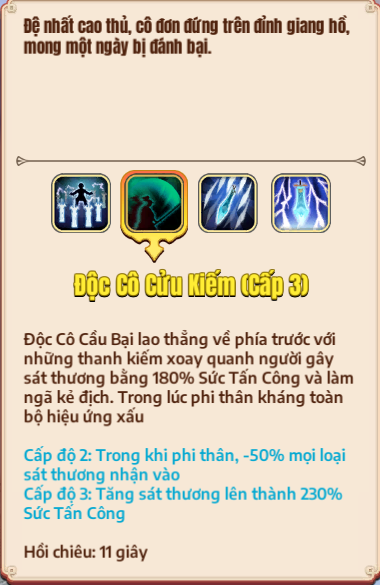 Đệ nhất cao thủ, cô đơn đứng trên đỉnh giang hồ,
mong một ngày bị đánh bại.
Độc Cô Cửu Kiếm (Cấp 3)
Độc Cô Cầu Bại lao thẳng về phía trước với
những thanh kiếm xoay quanh người gây
sát thương bằng 180% Sức Tấn Công và làm
ngã kẻ địch. Trong lúc phi thân kháng toàn
bộ hiệu ứng xấu
Cấp độ 2: Trong khi phi thân, -50% mọi loại
sát thương nhận vào
Cấp độ 3: Tăng sát thương lên thành 230%
Sức Tấn Công
Hồi chiêu: 11 giây